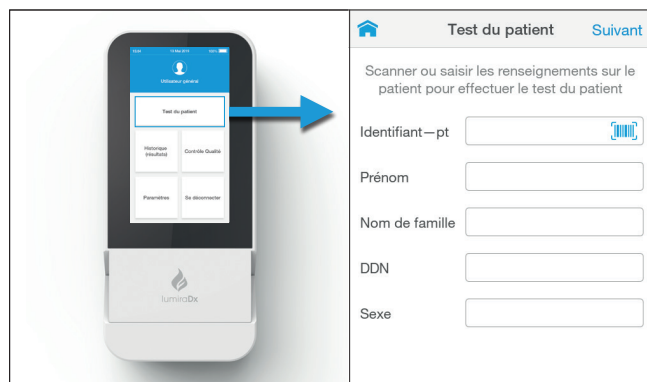 100%
Utilisateur général
Test du patient
Historique
(résultats)
Contrôle Qualité
Paramètres
Se déconnecter
lumiraDx
Test du patient
Suivant
Scanner ou saisir les renseignements sur le
patient pour effectuer le test du patient
Identifiant—pt
Prénom
Nom de famille
DDN
Sexe